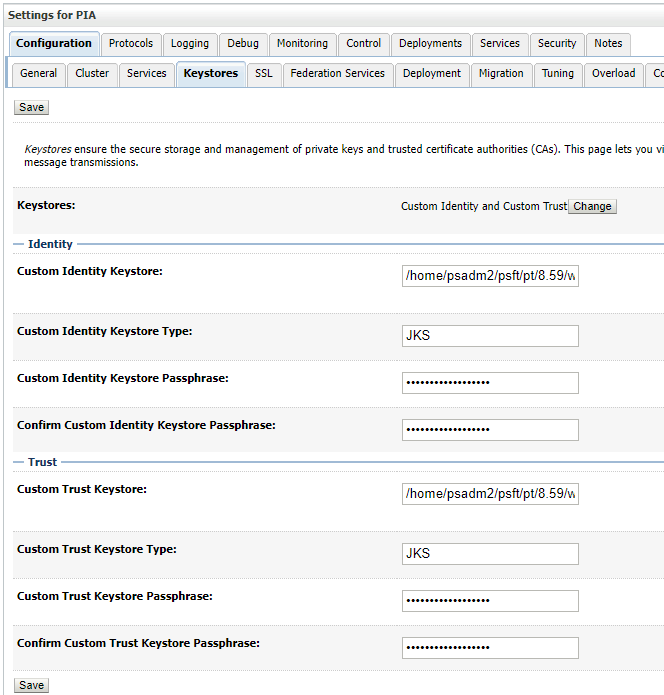 Settings for PIA
Configuration Protocols Logging Debug Monitoring Control Deployments Services Security Notes
General Cluster Services Keystores SSL Federation Services Deployment Migration Tuning Overload
Save
Keystores ensure the secure storage and management of private keys and trusted certificate authorities (CAs). This page lets you
message transmissions.
Keystores: Custom Identity and Custom Trust Change
Identity
Custom Identity Keystore: /home/psadm2/psft/pt/8.59/w
Custom Identity Keystore Type: JKS
Custom Identity Keystore Passphrase: ••••••••••••••••••
Confirm Custom Identity Keystore Passphrase: ••••••••••••••••••
Trust
Custom Trust Keystore: /home/psadm2/psft/pt/8.59/w
Custom Trust Keystore Type: JKS
Custom Trust Keystore Passphrase: ••••••••••••••••••
Confirm Custom Trust Keystore Passphrase: ••••••••••••••••••
Save